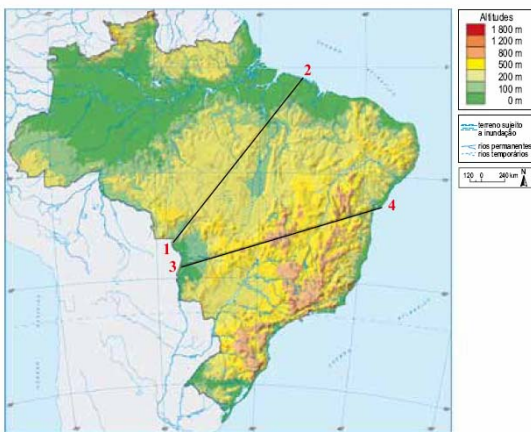 Altitudes
1 800 m
1 200 m
800 m
500 m
200 m
100 m
0 m
terreno sujeito
a inundação
rios permanentes
rios temporários
120 0 240 km
N
1
2
3
4